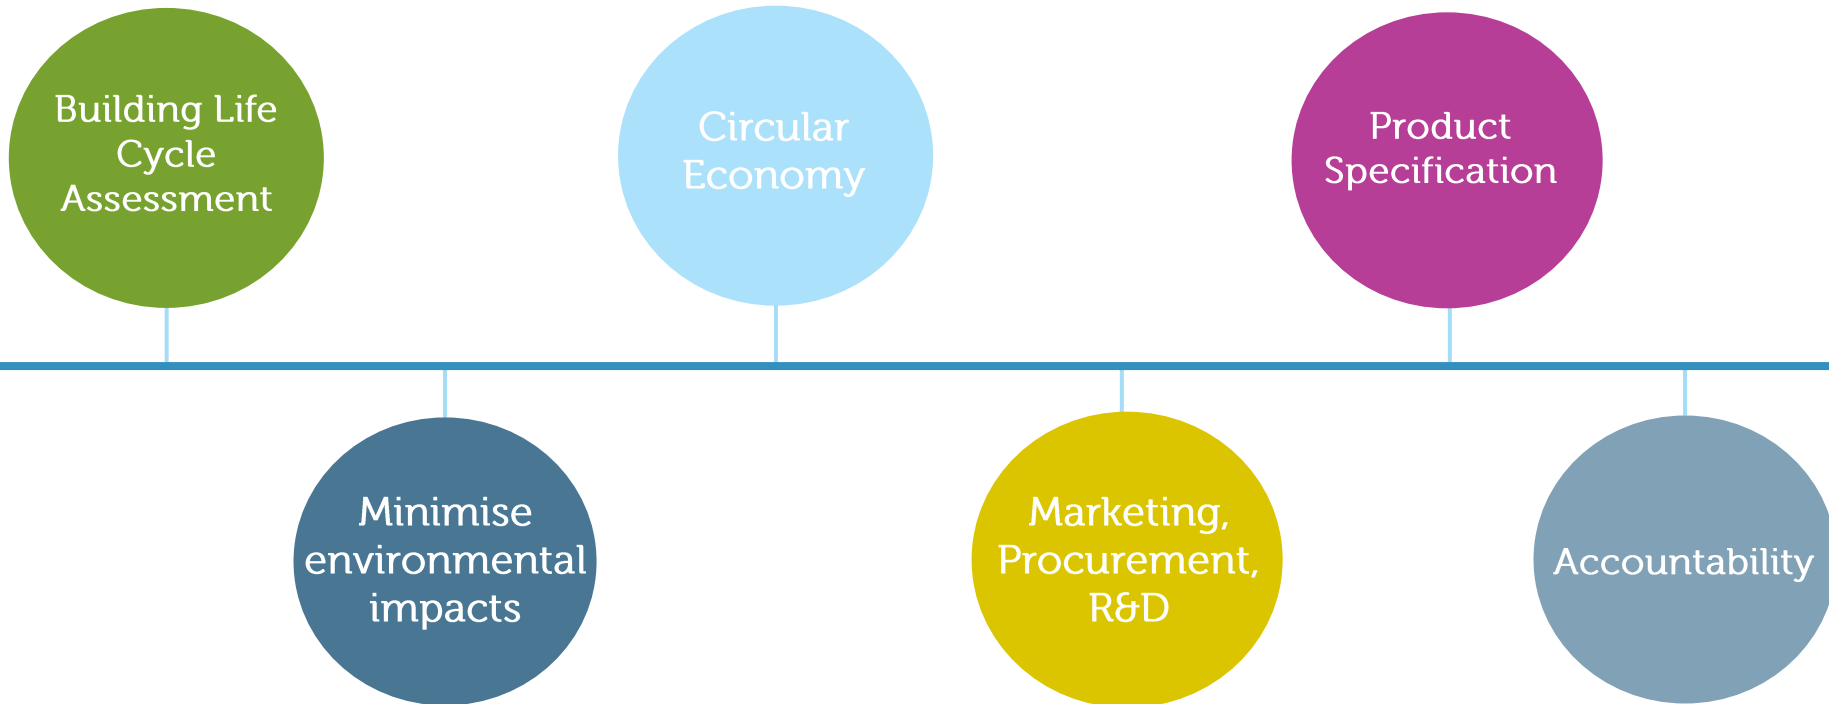 Building Life
Cycle
Assessment
Minimise
environmental
impacts
Circular
Economy
Marketing,
Procurement,
R&D
Product
Specification
Accountability